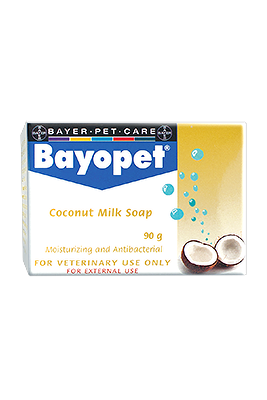 BAYER-PET-CARE
Bayopet®
Coconut Milk Soap
90 g
Moisturizing and Antibacterial
FOR VETERINARY USE ONLY
FOR EXTERNAL USE